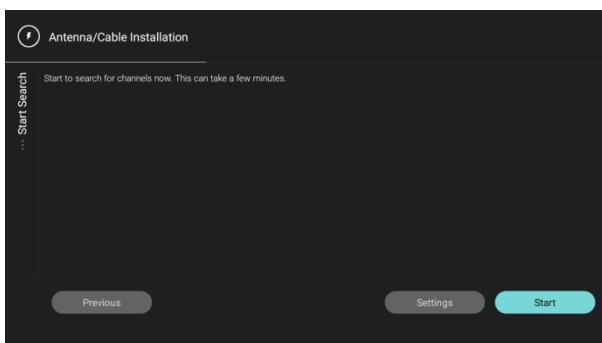 Antenna/Cable Installation
Start Search
Start to search for channels now. This can take a few minutes.
Previous
Settings
Start